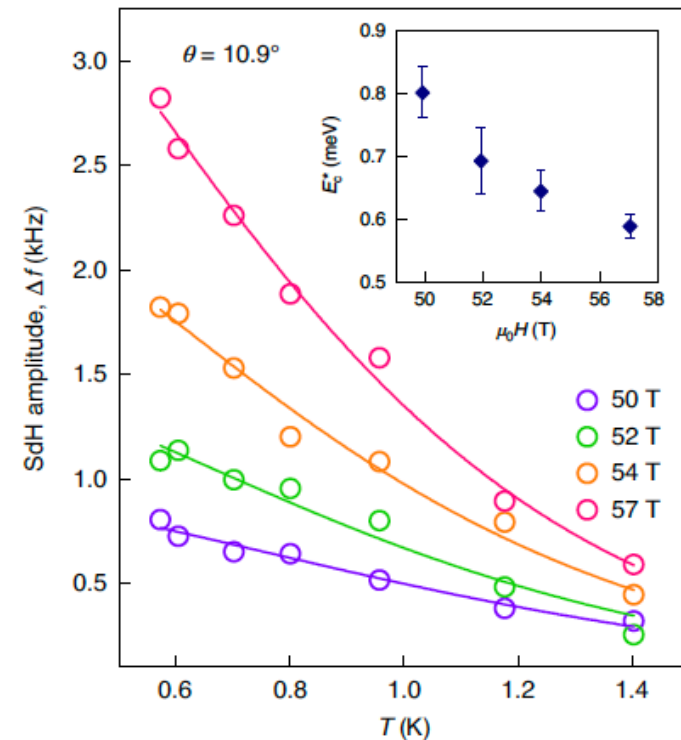 θ = 10.9°
SdH amplitude, Δf (kHz)
3.0
2.5
2.0
1.5
1.0
0.5
0.6
0.8
1.0
1.2
1.4
T (K)
E*c (meV)
0.9
0.8
0.7
0.6
0.5
50
52
54
56
58
μ0H (T)
50 T
52 T
54 T
57 T